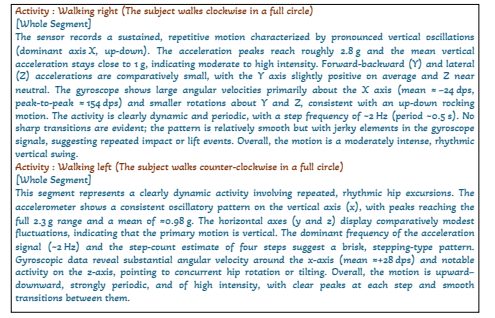 Activity : Walking right (The subject walks clockwise in a full circle)
[Whole Segment]
The sensor records a sustained, repetitive motion characterized by pronounced vertical oscillations
(dominant axis X, up-down). The acceleration peaks reach roughly 2.8 g and the mean vertical
acceleration stays close to 1 g, indicating moderate to high intensity. Forward-backward (Y) and lateral
(Z) accelerations are comparatively small, with the Y axis slightly positive on average and Z near
neutral. The gyroscope shows large angular velocities primarily about the X axis (mean ≈ −24 dps,
peak-to-peak ≈ 154 dps) and smaller rotations about Y and Z, consistent with an up-down rocking
motion. The activity is clearly dynamic and periodic, with a step frequency of ~2 Hz (period ~0.5 s). No
sharp transitions are evident; the pattern is relatively smooth but with jerky elements in the gyroscope
signals, suggesting repeated impact or lift events. Overall, the motion is a moderately intense, rhythmic
vertical swing.
Activity : Walking left (The subject walks counter-clockwise in a full circle)
[Whole Segment]
This segment represents a clearly dynamic activity involving repeated, rhythmic hip excursions. The
accelerometer shows a consistent oscillatory pattern on the vertical axis (x), with peaks reaching the
full 2.3 g range and a mean of ≈0.98 g. The horizontal axes (y and z) display comparatively modest
fluctuations, indicating that the primary motion is vertical. The dominant frequency of the acceleration
signal (~2 Hz) and the step-count estimate of four steps suggest a brisk, stepping-type pattern.
Gyroscopic data reveal substantial angular velocity around the x-axis (mean ≈+28 dps) and notable
activity on the z-axis, pointing to concurrent hip rotation or tilting. Overall, the motion is upward-
downward, strongly periodic, and of high intensity, with clear peaks at each step and smooth
transitions between them.